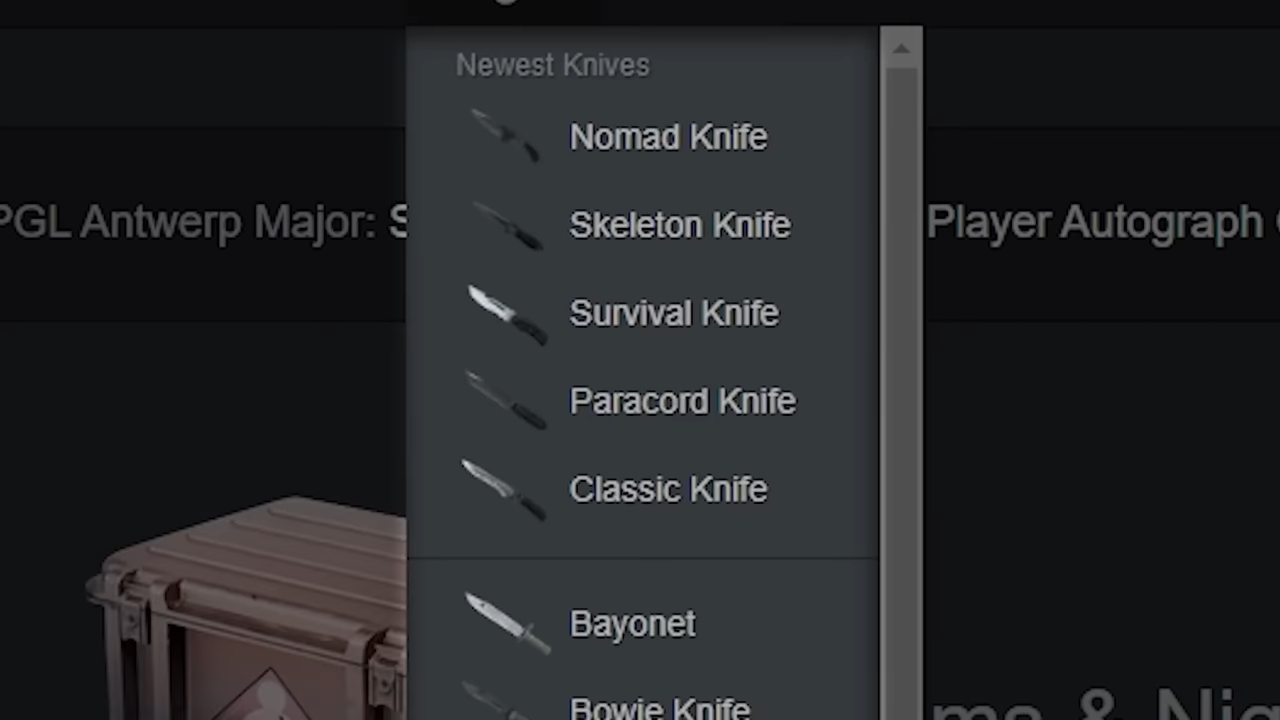 Newest Knives
Nomad Knife
PGL Antwerp Major: S
Player Autograph
Skeleton Knife
Survival Knife
Paracord Knife
Classic Knife
Bayonet
Bowie Knife